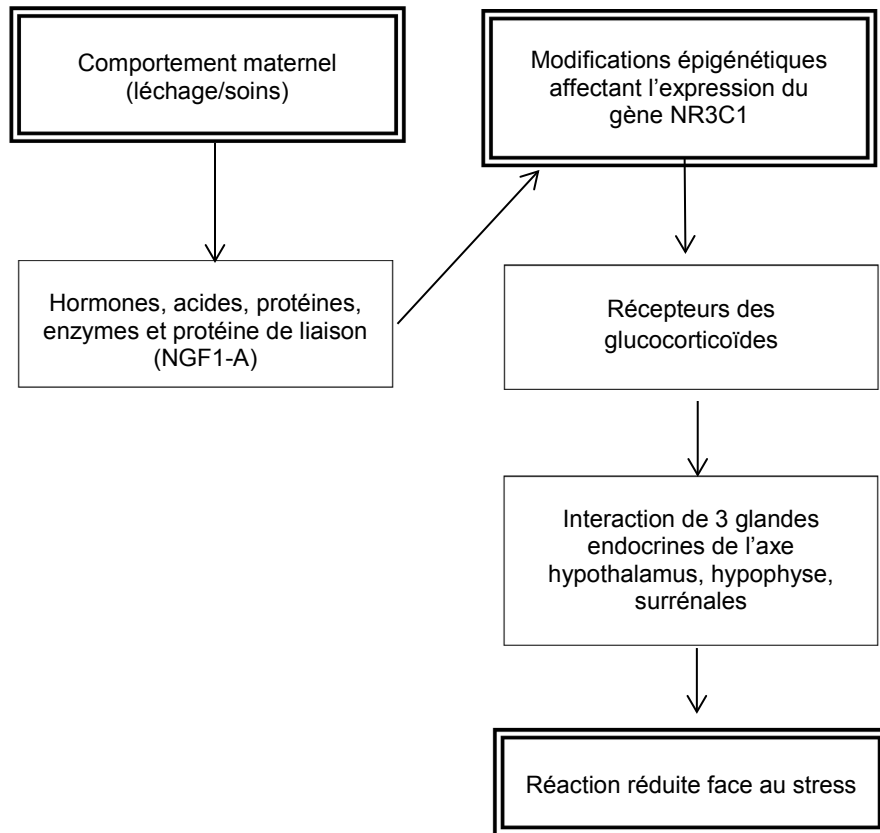 Comportement maternel
(léchage/soins)
Hormones, acides, protéines,
enzymes et protéine de liaison
(NGF1-A)
Modifications épigénétiques
affectant l’expression du
gène NR3C1
Récepteurs des
glucocorticoïdes
Interaction de 3 glandes
endocrines de l’axe
hypothalamus, hypophyse,
surrénales
Réaction réduite face au stress